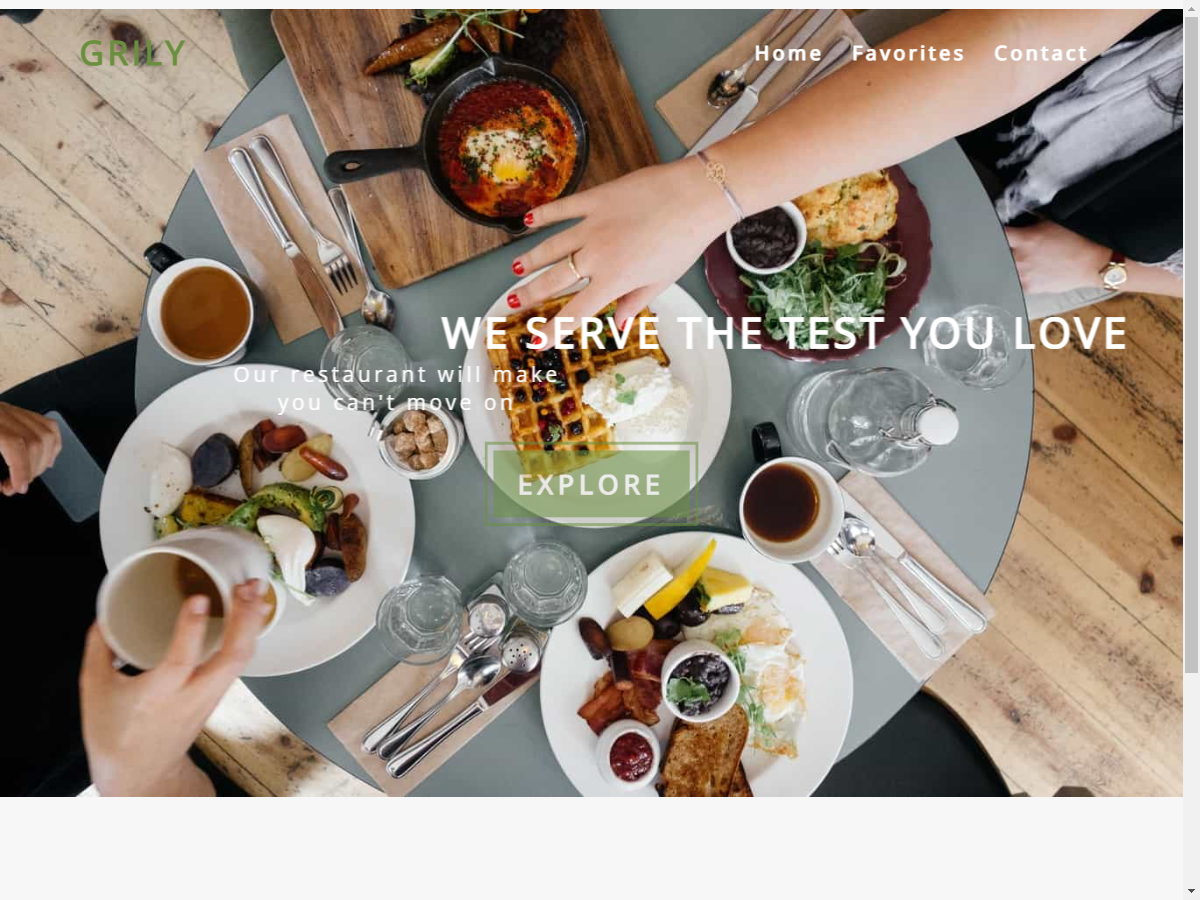 GRILY
Home Favorites Contact
WE SERVE THE TEST YOU LOVE
Our restaurant will make
you can't move on
EXPLORE